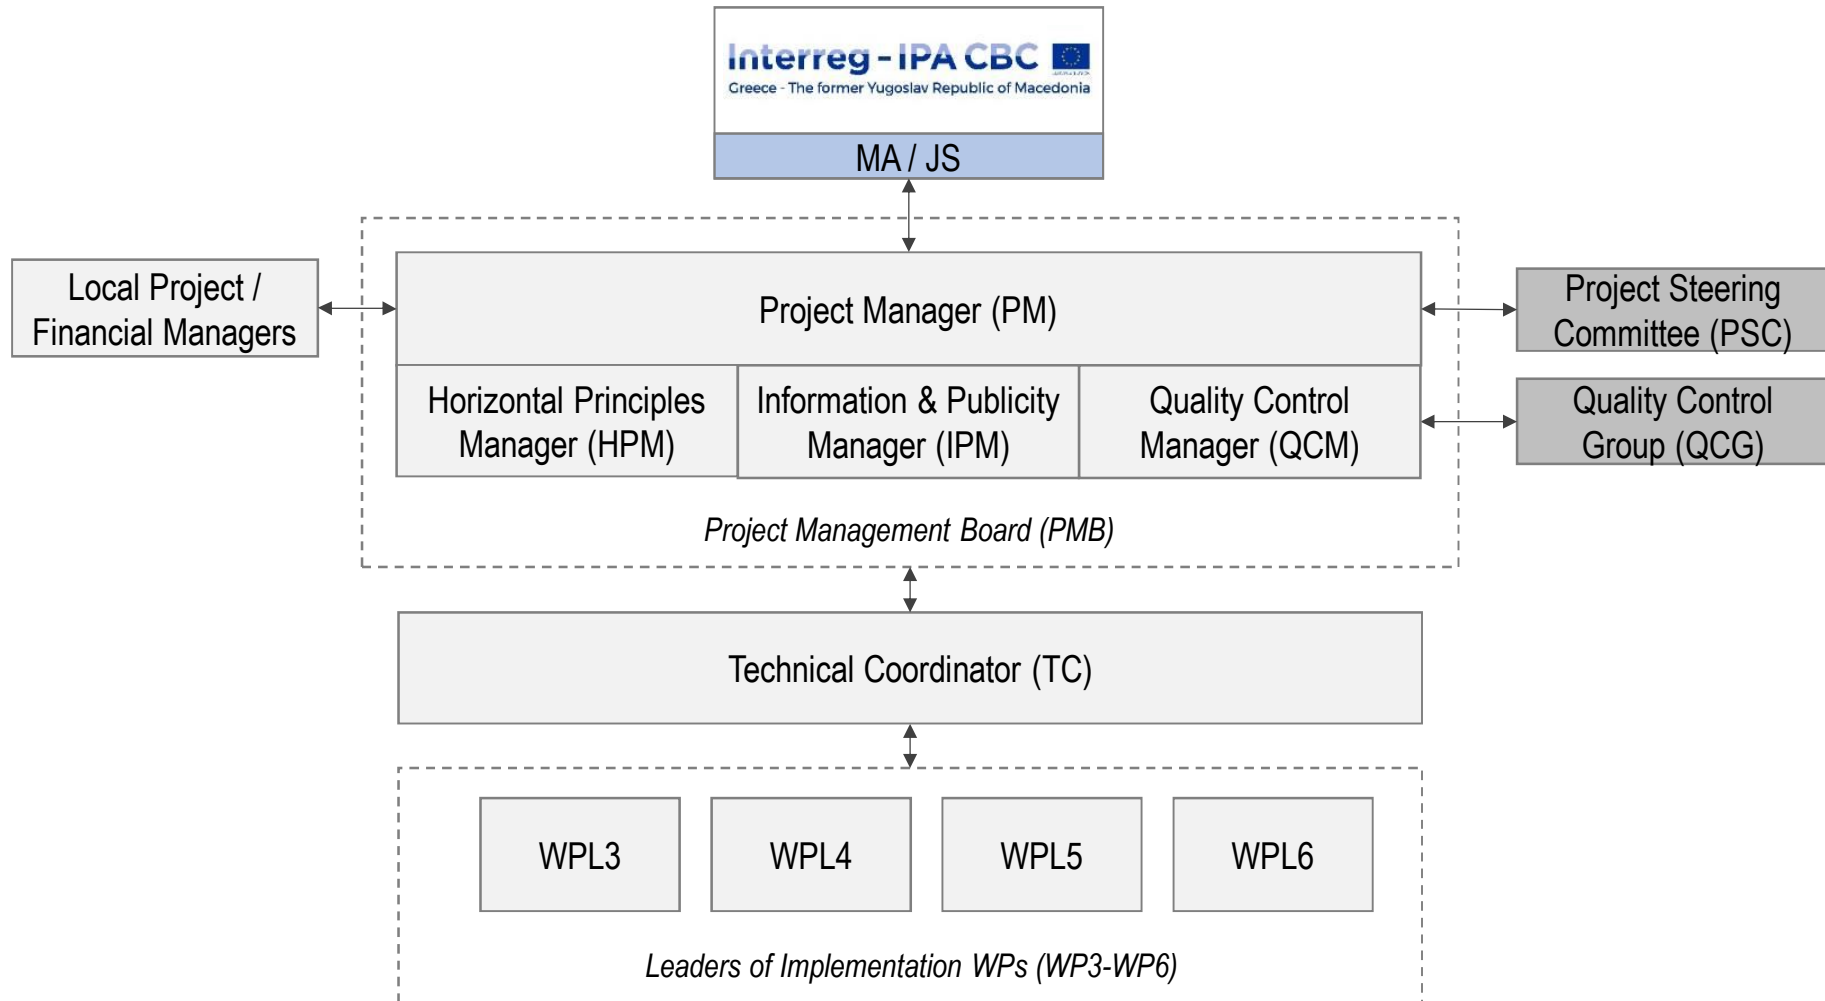 Interreg - IPA CBC
Greece - The former Yugoslav Republic of Macedonia
MA / JS
Local Project /
Financial Managers
Project Manager (PM)
Project Steering
Committee (PSC)
Horizontal Principles
Manager (HPM)
Information & Publicity
Manager (IPM)
Quality Control
Manager (QCM)
Quality Control
Group (QCG)
Project Management Board (PMB)
Technical Coordinator (TC)
WPL3
WPL4
WPL5
WPL6
Leaders of Implementation WPs (WP3-WP6)